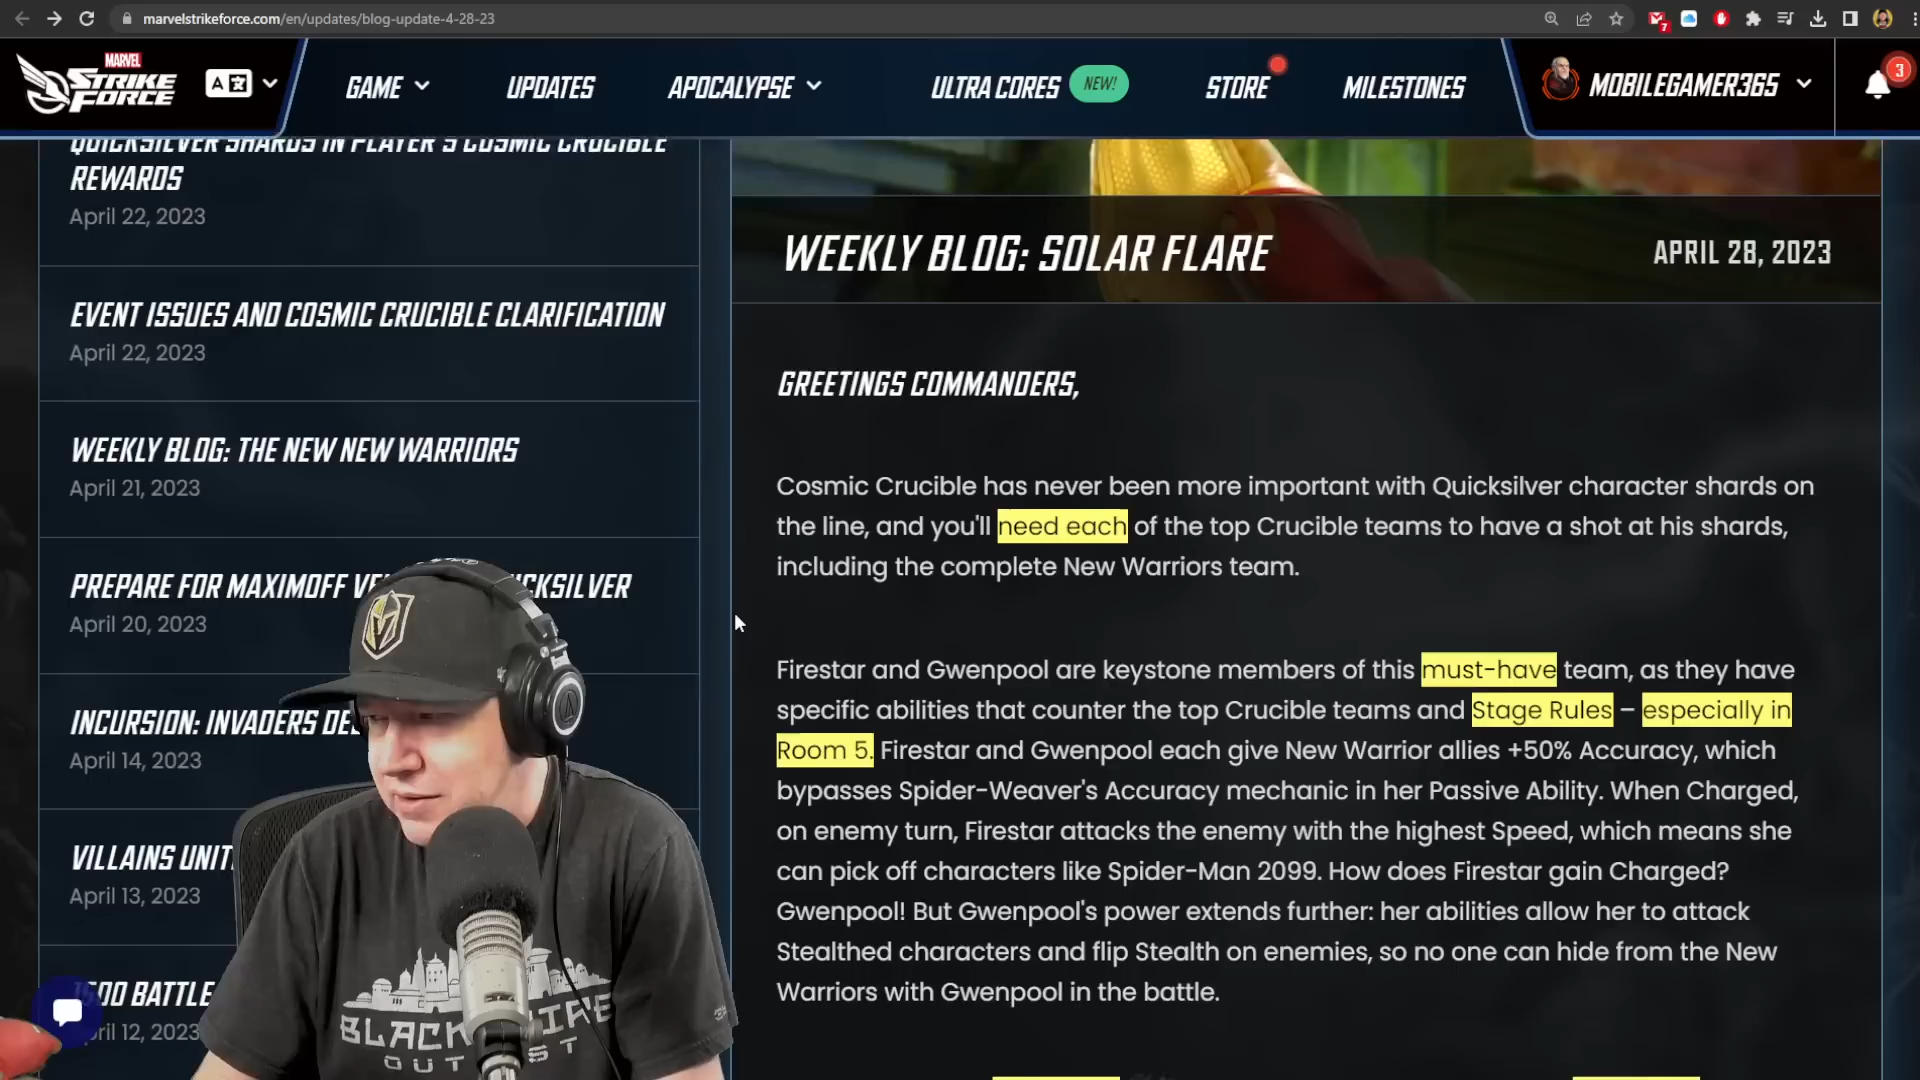 marvelstrikeforce.com/en/updates/blog-update-4-28-23
7
MARVEL
STRIKE
FORCE
GAME
UPDATES
APOCALYPSE
ULTRA CORES
NEW!
STORE
MILESTONES
MOBILEGAMER365
3
QUICKSILVER SHARDS IN PLAYER'S COSMIC CRUCIBLE
REWARDS
April 22, 2023
EVENT ISSUES AND COSMIC CRUCIBLE CLARIFICATION
April 22, 2023
WEEKLY BLOG: THE NEW NEW WARRIORS
April 21, 2023
PREPARE FOR MAXIMOFF
April 20, 2023
INCURSION: INVADERS
April 14, 2023
VILLAINS
April 13, 2023
BATTLE
12, 2023
WEEKLY BLOG: SOLAR FLARE
APRIL 28, 2023
GREETINGS COMMANDERS,
Cosmic Crucible has never been more important with Quicksilver character shards on
the line, and you'll need each of the top Crucible teams to have a shot at his shards,
including the complete New Warriors team.
Firestar and Gwenpool are keystone members of this must-have team, as they have
specific abilities that counter the top Crucible teams and Stage Rules – especially in
Room 5. Firestar and Gwenpool each give New Warrior allies +50% Accuracy, which
bypasses Spider-Weaver's Accuracy mechanic in her Passive Ability. When Charged,
on enemy turn, Firestar attacks the enemy with the highest Speed, which means she
can pick off characters like Spider-Man 2099. How does Firestar gain Charged?
Gwenpool! But Gwenpool's power extends further: her abilities allow her to attack
Stealthed characters and flip Stealth on enemies, so no one can hide from the New
Warriors with Gwenpool in the battle.
BLACK